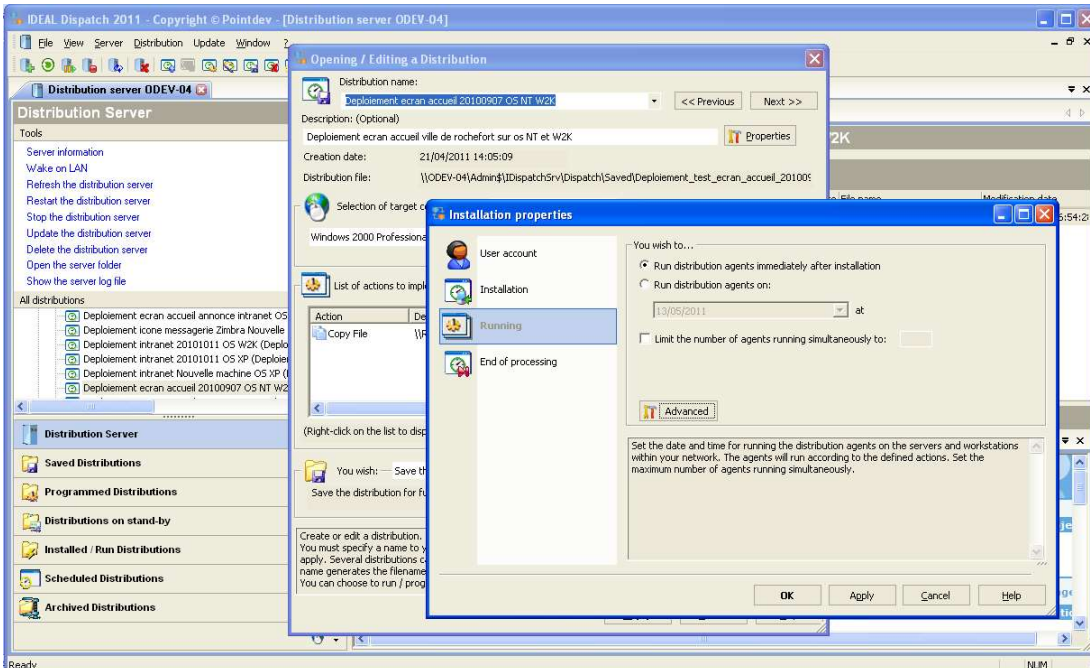 IDEAL Dispatch 2011 - Copyright © Pointdev - [Distribution server ODEV-04]
File View Server Distribution Update Window ?
Distribution server ODEV-04
Distribution Server
Tools
Server information
Wake on LAN
Refresh the distribution server
Restart the distribution server
Stop the distribution server
Update the distribution server
Delete the distribution server
Open the server folder
Show the server log file
All distributions
Deploiement ecran accueil annonce intranet OS
Deploiement icone messagerie Zimbra Nouvelle
Deploiement intranet 20101011 OS W2K (Deplo
Deploiement intranet 20101011 OS XP (Deploie
Deploiement intranet Nouvelle machine OS XP (
Deploiement ecran accueil 20100907 OS NT W2
Distribution Server
Saved Distributions
Programmed Distributions
Distributions on stand-by
Installed / Run Distributions
Scheduled Distributions
Archived Distributions
Ready
Opening / Editing a Distribution
Distribution name:
Deploiement ecran accueil 20100907 OS NT W2K
<< Previous Next >>
Description: (Optional)
Deploiement ecran accueil ville de rochefort sur os NT et W2K
Properties
Creation date: 21/04/2011 14:05:09
Distribution file: \\ODEV-04\Admin$\IDispatchSrv\Dispatch\Saved\Deploiement_test_ecran_accueil_20100
Selection of target c
Windows 2000 Professiona
List of actions to impl
Action De
Copy File \\R
(Right-click on the list to disp
You wish: Save th
Save the distribution for fu
Create or edit a distribution.
You must specify a name to y
apply. Several distributions c
name generates the filename
You can choose to run / prog
2K
File name Modification date
5:54:2
Installation properties
User account
Installation
Running
End of processing
You wish to...
Run distribution agents immediately after installation
Run distribution agents on:
13/05/2011 at
Limit the number of agents running simultaneously to:
Advanced
Set the date and time for running the distribution agents on the servers and workstations
within your network. The agents will run according to the defined actions. Set the
maximum number of agents running simultaneously.
OK Apply Cancel Help
NUM